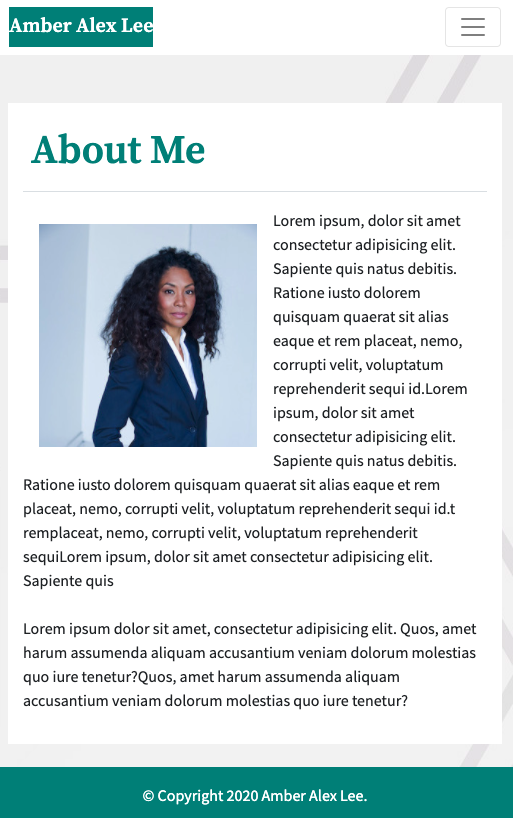 Amber Alex Lee
About Me
Lorem ipsum, dolor sit amet
consectetur adipisicing elit.
Sapiente quis natus debitis.
Ratione iusto dolorem
quisquam quaerat sit alias
eaque et rem placeat, nemo,
corrupti velit, voluptatum
reprehenderit sequi id.Lorem
ipsum, dolor sit amet
consectetur adipisicing elit.
Sapiente quis natus debitis.
Ratione iusto dolorem quisquam quaerat sit alias eaque et rem
placeat, nemo, corrupti velit, voluptatum reprehenderit sequi id.t
remplaceat, nemo, corrupti velit, voluptatum reprehenderit
sequiLorem ipsum, dolor sit amet consectetur adipisicing elit.
Sapiente quis
Lorem ipsum dolor sit amet, consectetur adipisicing elit. Quos, amet
harum assumenda aliquam accusantium veniam dolorum molestias
quo iure tenetur?Quos, amet harum assumenda aliquam
accusantium veniam dolorum molestias quo iure tenetur?
© Copyright 2020 Amber Alex Lee.